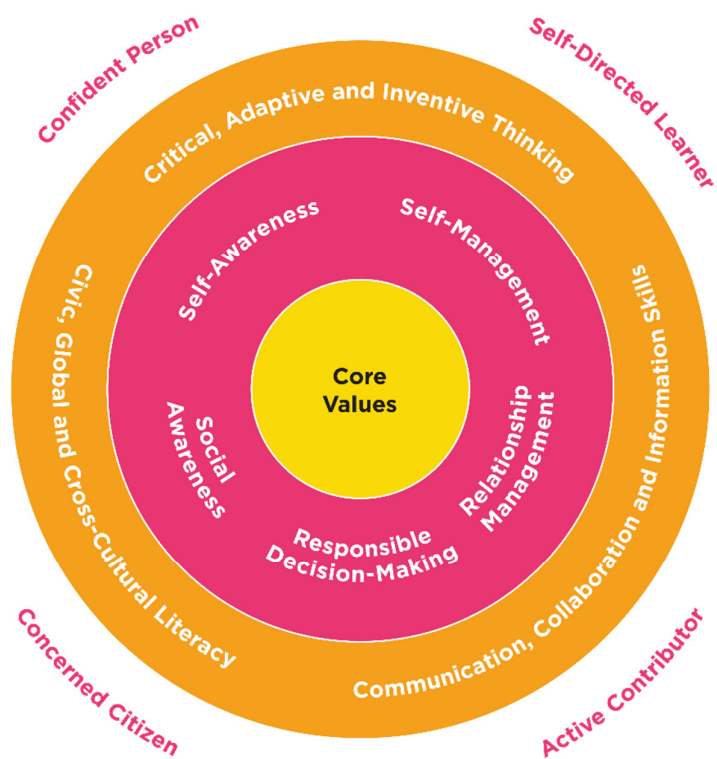 Confident Person
Self-Directed Learner
Critical, Adaptive and Inventive Thinking
Self-Awareness
Self-Management
Civic, Global and Cross-Cultural Literacy
Communication, Collaboration and Information Skills
Core
Values
Social
Awareness
Relationship
Management
Responsible
Decision-Making
Concerned Citizen
Active Contributor